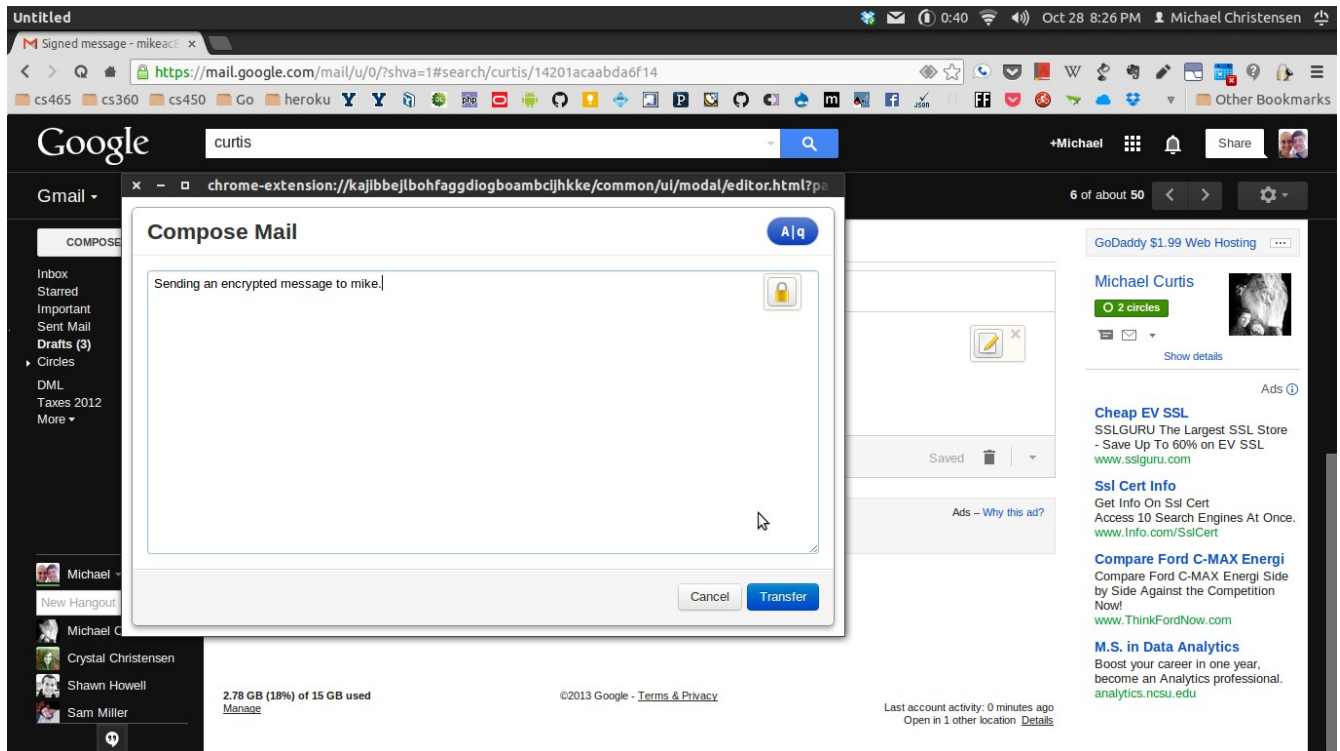 Untitled
0:40 Oct 28 8:26 PM Michael Christensen
Signed message - mikeac
https://mail.google.com/mail/u/0/?shva=1#search/curtis/14201acaabda6f14
cs465 cs360 cs450 Go heroku Other Bookmarks
Google curtis +Michael Share
chrome-extension://kajibbejlbohfaggdiogboambcijhkke/common/ui/modal/editor.html?pa
Gmail 6 of about 50
Compose Mail A|q
COMPOSE
Sending an encrypted message to mike.
Inbox
Starred
Important
Sent Mail
Drafts (3)
Circles
DML
Taxes 2012
More
Cancel Transfer
Saved
Ads – Why this ad?
GoDaddy $1.99 Web Hosting
Michael Curtis
2 circles
Show details
Ads
Cheap EV SSL
SSLGURU The Largest SSL Store
- Save Up To 60% on EV SSL
www.sslguru.com
Ssl Cert Info
Get Info On Ssl Cert
Access 10 Search Engines At Once.
www.Info.com/SslCert
Compare Ford C-MAX Energi
Compare Ford C-MAX Energi Side
by Side Against the Competition
Now!
www.ThinkFordNow.com
M.S. in Data Analytics
Boost your career in one year,
become an Analytics professional.
analytics.ncsu.edu
Michael
New Hangout
Michael C
Crystal Christensen
Shawn Howell
Sam Miller
2.78 GB (18%) of 15 GB used
Manage
©2013 Google - Terms & Privacy
Last account activity: 0 minutes ago
Open in 1 other location Details